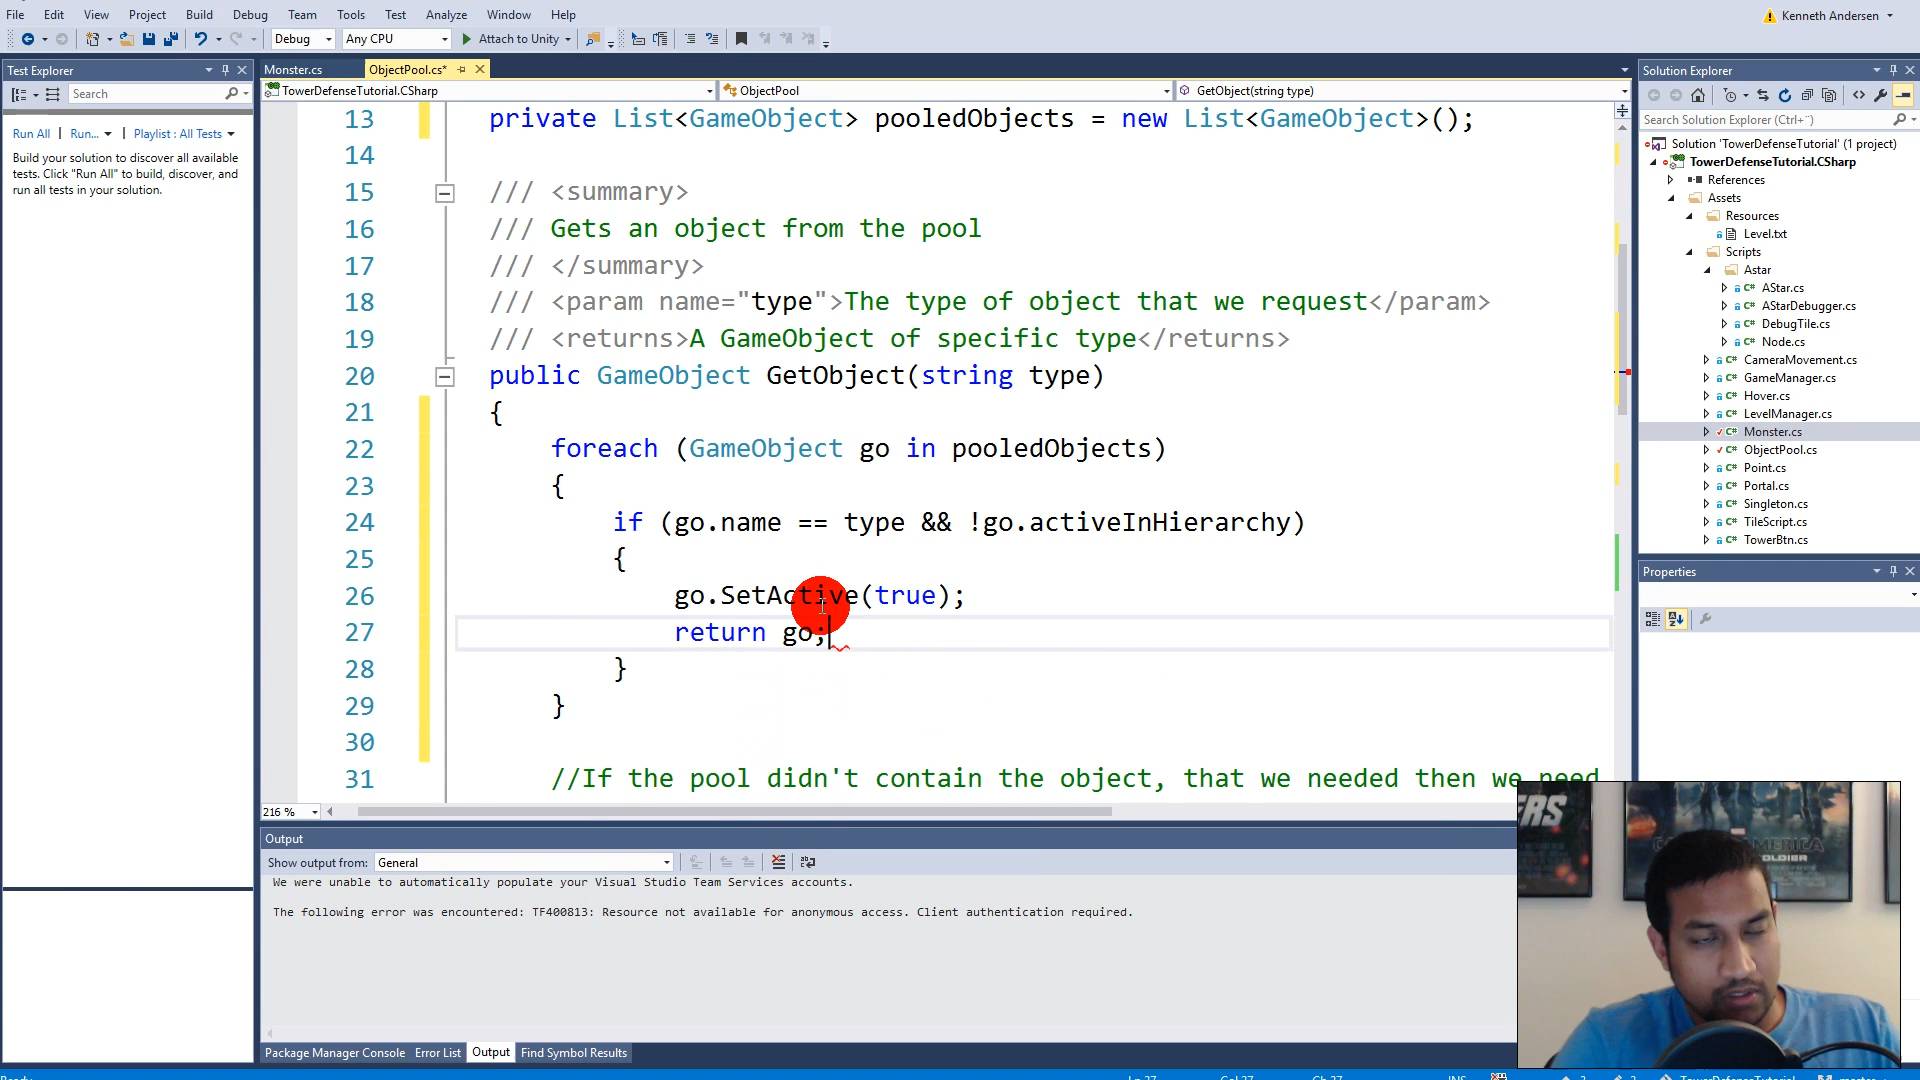 File Edit View Project Build Debug Team Tools Test Analyze Window Help
Kenneth Andersen
Debug Any CPU Attach to Unity
Test Explorer
Search
Run All | Run... | Playlist : All Tests
Build your solution to discover all available
tests. Click "Run All" to build, discover, and
run all tests in your solution.
Monster.cs ObjectPool.cs*
TowerDefenseTutorial.CSharp ObjectPool GetObject(string type)
13 private List<GameObject> pooledObjects = new List<GameObject>();
14
15 /// <summary>
16 /// Gets an object from the pool
17 /// </summary>
18 /// <param name="type">The type of object that we request</param>
19 /// <returns>A GameObject of specific type</returns>
20 public GameObject GetObject(string type)
21 {
22 foreach (GameObject go in pooledObjects)
23 {
24 if (go.name == type && !go.activeInHierarchy)
25 {
26 go.SetActive(true);
27 return go;
28 }
29 }
30
31 //If the pool didn't contain the object, that we needed then we need
216 %
Output
Show output from: General
We were unable to automatically populate your Visual Studio Team Services accounts.
The following error was encountered: TF400813: Resource not available for anonymous access. Client authentication required.
Package Manager Console Error List Output Find Symbol Results
Solution Explorer
Search Solution Explorer (Ctrl+¨)
Solution 'TowerDefenseTutorial' (1 project)
TowerDefenseTutorial.CSharp
References
Assets
Resources
Level.txt
Scripts
Astar
AStar.cs
AStarDebugger.cs
DebugTile.cs
Node.cs
CameraMovement.cs
GameManager.cs
Hover.cs
LevelManager.cs
Monster.cs
ObjectPool.cs
Point.cs
Portal.cs
Singleton.cs
TileScript.cs
TowerBtn.cs
Properties